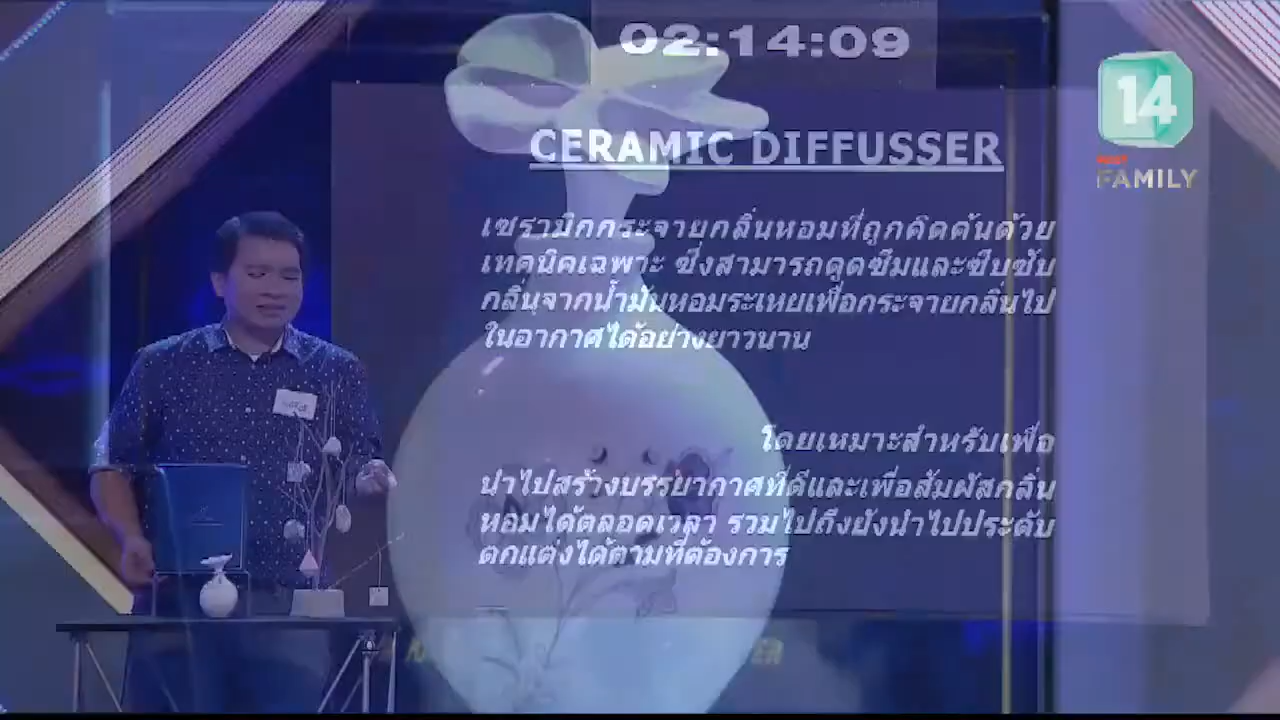 02:14:09
14
FAMILY
CERAMIC DIFFUSSER
เซรามิกกระจายกลิ่นหอมที่ถูกคิดค้นด้วย
เทคนิคเฉพาะ ซึ่งสามารถดูดซึมและซึบซับ
กลิ่นจากน้ำมันหอมระเหยเพื่อกระจายกลิ่นไป
ในอากาศได้อย่างยาวนาน
โดยเหมาะสำหรับเพื่อ
นำไปสร้างบรรยากาศที่ดีและเพื่อสัมผัสกลิ่น
หอมได้ตลอดเวลา รวมไปถึงยังนำไปประดับ
ตกแต่งได้ตามที่ต้องการ